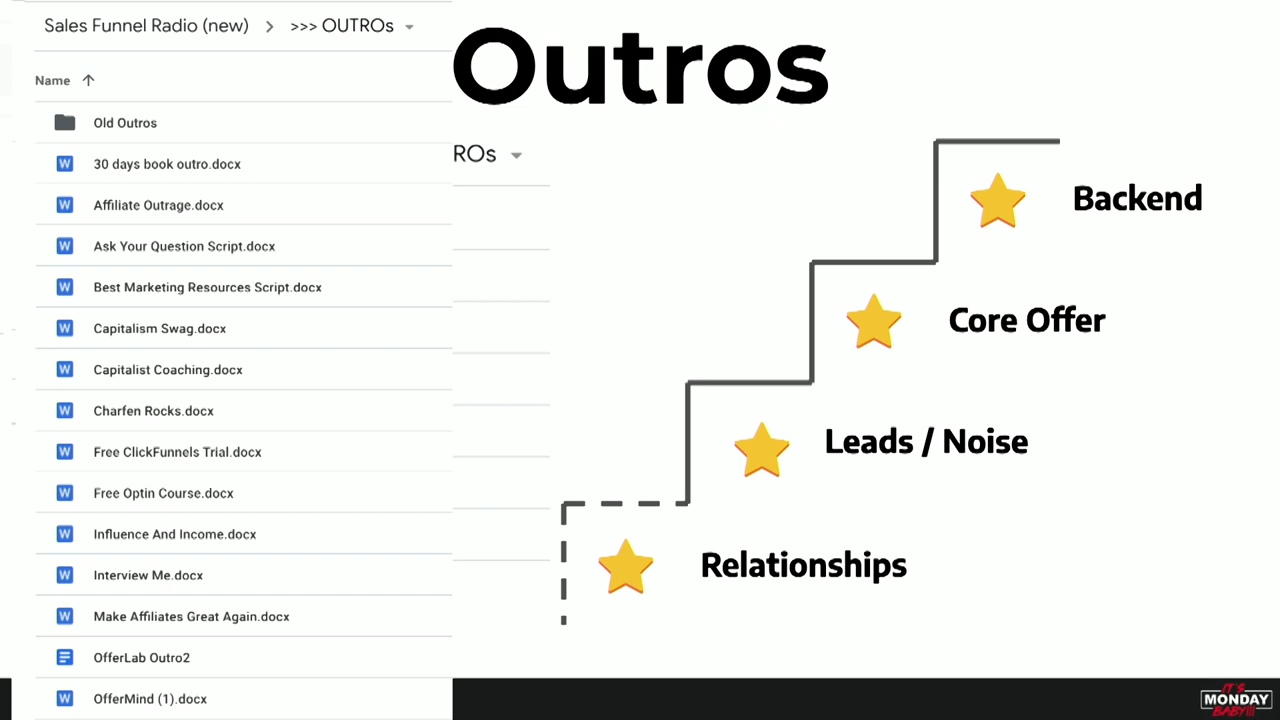 Sales Funnel Radio (new) > >>> OUTROs
Name
Old Outros
30 days book outro.docx
Affiliate Outrage.docx
Ask Your Question Script.docx
Best Marketing Resources Script.docx
Capitalism Swag.docx
Capitalist Coaching.docx
Charfen Rocks.docx
Free ClickFunnels Trial.docx
Free Optin Course.docx
Influence And Income.docx
Interview Me.docx
Make Affiliates Great Again.docx
OfferLab Outro2
OfferMind (1).docx
Outros
ROs
Backend
Core Offer
Leads / Noise
Relationships
IT'S
MONDAY
BABY!!!